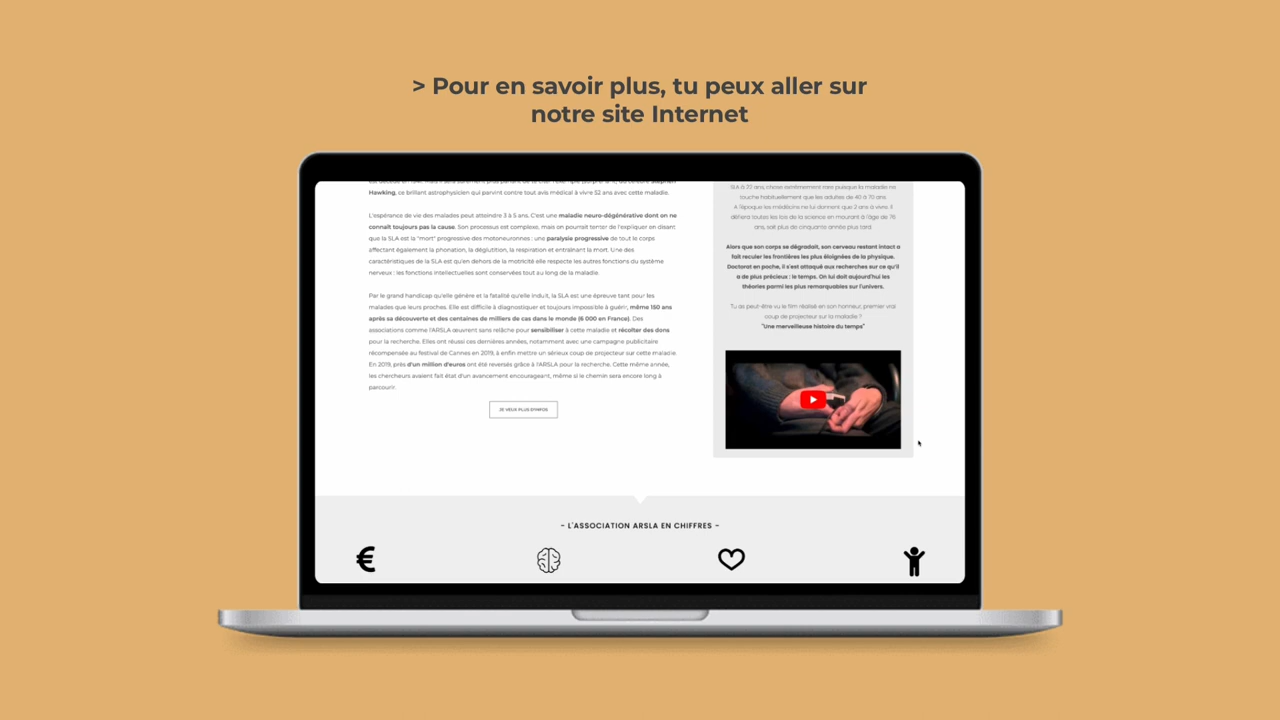 > Pour en savoir plus, tu peux aller sur
notre site Internet
Hawking, ce brillant astrophysicien qui parvint contre tout avis médical à vivre 52 ans avec cette maladie.
L'espérance de vie des malades peut atteindre 3 à 5 ans. C'est une maladie neuro-dégénérative dont on ne
connaît toujours pas la cause. Son processus est complexe, mais on pourrait tenter de l'expliquer en disant
que la SLA est la "mort" progressive des motoneurones : une paralysie progressive de tout le corps
affectant également la phonation, la déglutition, la respiration et entraînant la mort. Une des
caractéristiques de la SLA est qu'en dehors de la motricité elle respecte les autres fonctions du système
nerveux : les fonctions intellectuelles sont conservées tout au long de la maladie.
Par le grand handicap qu'elle génère et la fatalité qu'elle induit, la SLA est une épreuve tant pour les
malades que leurs proches. Elle est difficile à diagnostiquer et toujours impossible à guérir, même 150 ans
après sa découverte et des centaines de milliers de cas dans le monde (6 000 en France). Des
associations comme l'ARSLA œuvrent sans relâche pour sensibiliser à cette maladie et récolter des dons
pour la recherche. Elles ont réussi ces dernières années, notamment avec une campagne publicitaire
récompensée au festival de Cannes en 2019, à enfin mettre un sérieux coup de projecteur sur cette maladie.
En 2019, près d'un million d'euros ont été reversés grâce à l'ARSLA pour la recherche. Cette même année,
les chercheurs avaient fait état d'un avancement encourageant, même si le chemin sera encore long à
parcourir.
JE VEUX PLUS D'INFOS
SLA à 22 ans, chose extrêmement rare puisque la maladie ne
touche habituellement que les adultes de 40 à 70 ans.
A l'époque les médecins ne lui donnent que 2 ans à vivre. Il
défiera toutes les lois de la science en mourant à l'âge de 76
ans, soit plus de cinquante années plus tard.
Alors que son corps se dégradait, son cerveau restant intact a
fait reculer les frontières les plus éloignées de la physique.
Doctorat en poche, il s'est attaqué aux recherches sur ce qu'il
a de plus précieux : le temps. On lui doit aujourd'hui les
théories parmi les plus remarquables sur l'univers.
Tu as peut-être vu le film réalisé en son honneur, premier vrai
coup de projecteur sur la maladie ?
"Une merveilleuse histoire du temps"
- L'ASSOCIATION ARSLA EN CHIFFRES -